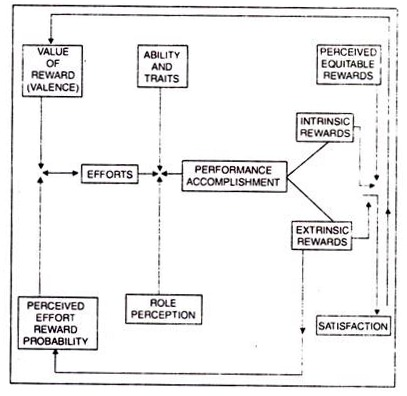 VALUE
OF
REWARD
(VALENCE)
ABILITY
AND
TRAITS
PERCEIVED
EQUITABLE
REWARDS
INTRINSIC
REWARDS
EFFORTS
PERFORMANCE
ACCOMPLISHMENT
EXTRINSIC
REWARDS
PERCEIVED
EFFORT
REWARD
PROBABILITY
ROLE
PERCEPTION
SATISFACTION